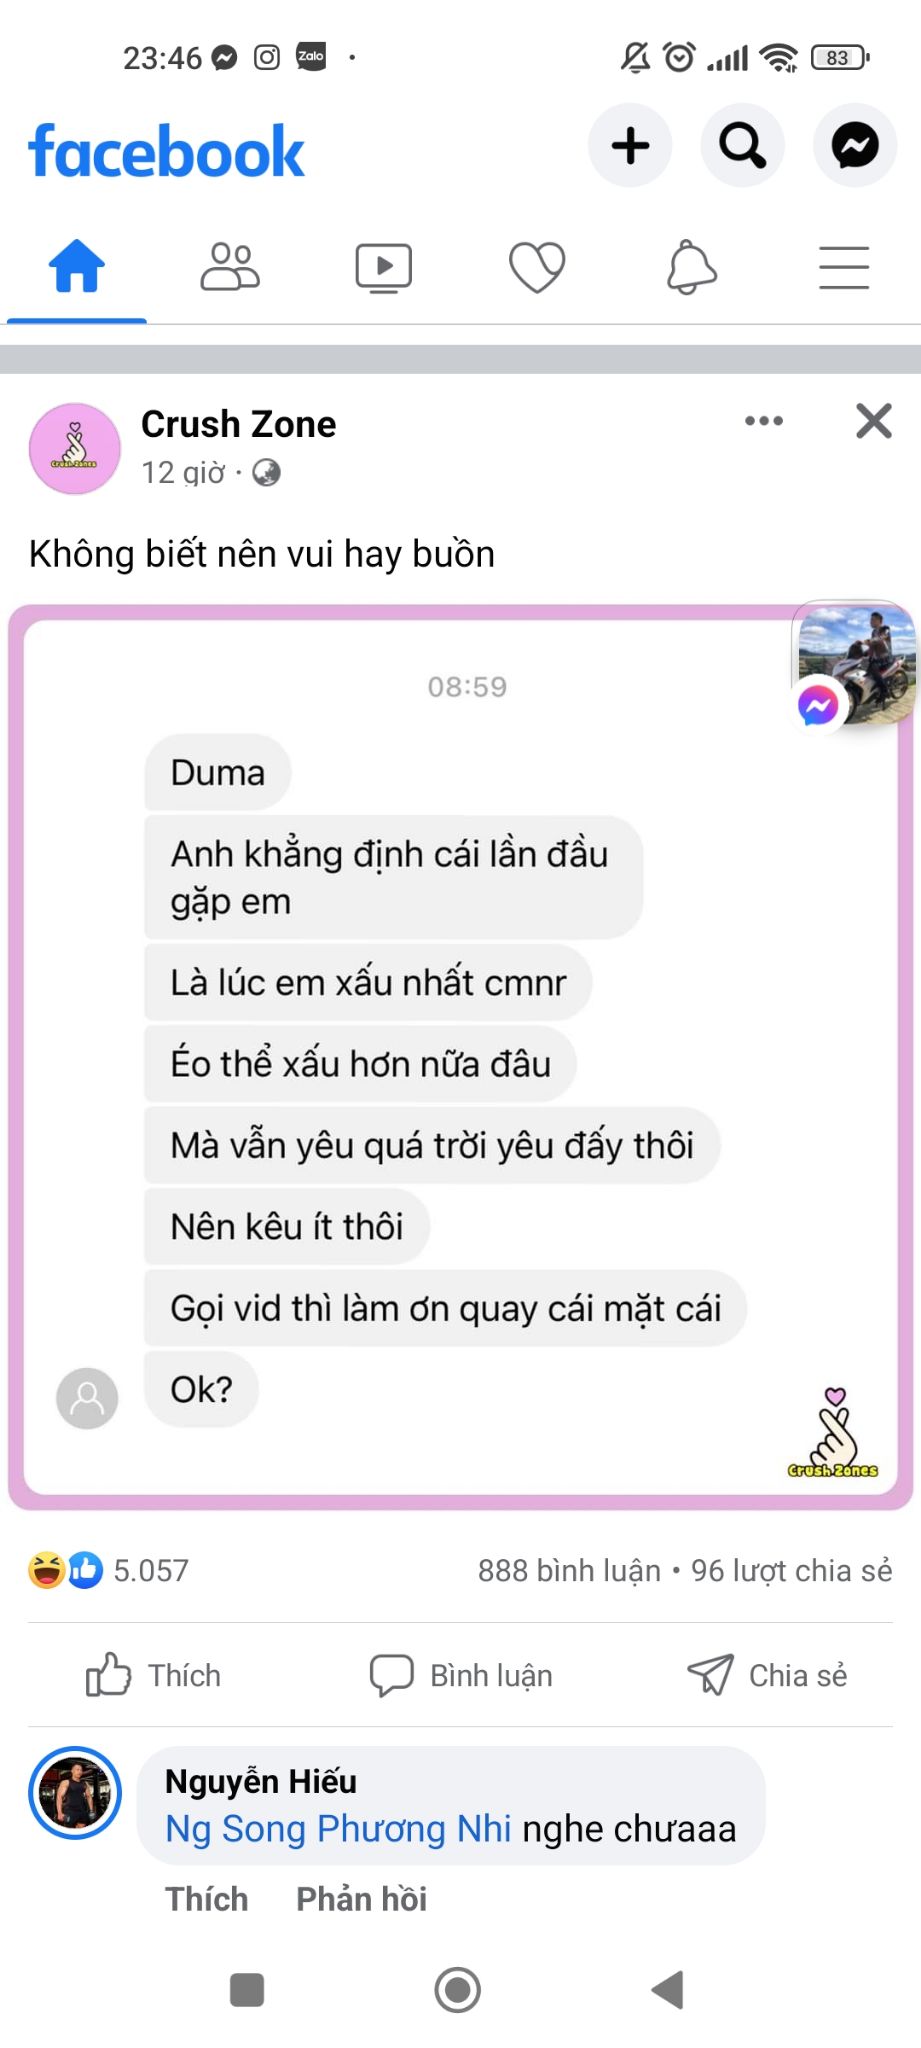 23:46
Zalo
83
facebook
Crush Zone
12 giờ ·
Không biết nên vui hay buồn
08:59
Duma
Anh khẳng định cái lần đầu
gặp em
Là lúc em xấu nhất cmnr
Éo thể xấu hơn nữa đâu
Mà vẫn yêu quá trời yêu đấy thôi
Nên kêu ít thôi
Gọi vid thì làm ơn quay cái mặt cái
Ok?
Crush Zones
5.057
888 bình luận • 96 lượt chia sẻ
Thích
Bình luận
Chia sẻ
Nguyễn Hiếu
Ng Song Phương Nhi nghe chưaaa
Thích
Phản hồi